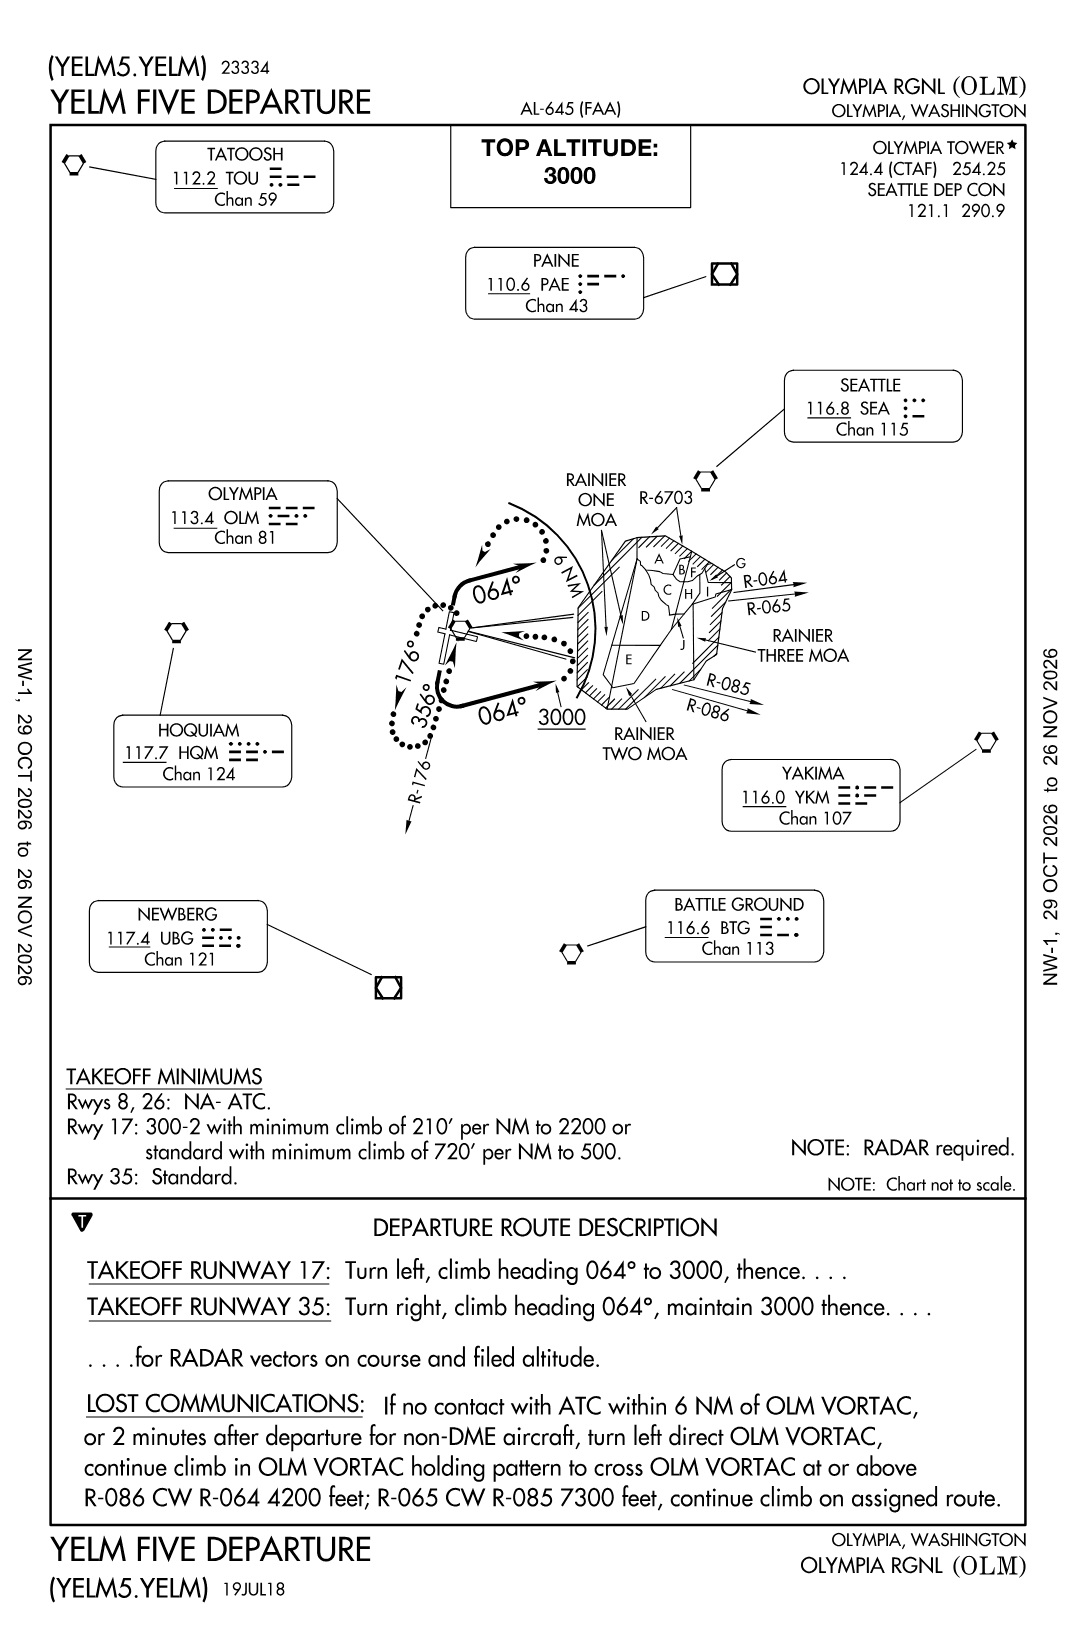 (YELM5.YELM) 23334
YELM FIVE DEPARTURE
AL-645 (FAA)
OLYMPIA RGNL (OLM)
OLYMPIA, WASHINGTON
TOP ALTITUDE:
3000
OLYMPIA TOWER★
124.4 (CTAF) 254.25
SEATTLE DEP CON
121.1 290.9
TATOOSH
112.2 TOU
Chan 59
PAINE
110.6 PAE
Chan 43
SEATTLE
116.8 SEA
Chan 115
OLYMPIA
113.4 OLM
Chan 81
RAINIER
ONE
MOA
R-6703
A
B
F
G
C
H
I
D
E
J
R-064
R-065
RAINIER
THREE MOA
R-085
R-086
RAINIER
TWO MOA
6 NM
064°
064°
3000
176°
356°
R-176
HOQUIAM
117.7 HQM
Chan 124
YAKIMA
116.0 YKM
Chan 107
NEWBERG
117.4 UBG
Chan 121
BATTLE GROUND
116.6 BTG
Chan 113
NW-1, 29 OCT 2026 to 26 NOV 2026
NW-1, 29 OCT 2026 to 26 NOV 2026
TAKEOFF MINIMUMS
Rwys 8, 26: NA- ATC.
Rwy 17: 300-2 with minimum climb of 210' per NM to 2200 or
standard with minimum climb of 720' per NM to 500.
Rwy 35: Standard.
NOTE: RADAR required.
NOTE: Chart not to scale.
T
DEPARTURE ROUTE DESCRIPTION
TAKEOFF RUNWAY 17: Turn left, climb heading 064° to 3000, thence. . . .
TAKEOFF RUNWAY 35: Turn right, climb heading 064°, maintain 3000 thence. . . .
. . . .for RADAR vectors on course and filed altitude.
LOST COMMUNICATIONS: If no contact with ATC within 6 NM of OLM VORTAC,
or 2 minutes after departure for non-DME aircraft, turn left direct OLM VORTAC,
continue climb in OLM VORTAC holding pattern to cross OLM VORTAC at or above
R-086 CW R-064 4200 feet; R-065 CW R-085 7300 feet, continue climb on assigned route.
YELM FIVE DEPARTURE
(YELM5.YELM) 19JUL18
OLYMPIA, WASHINGTON
OLYMPIA RGNL (OLM)